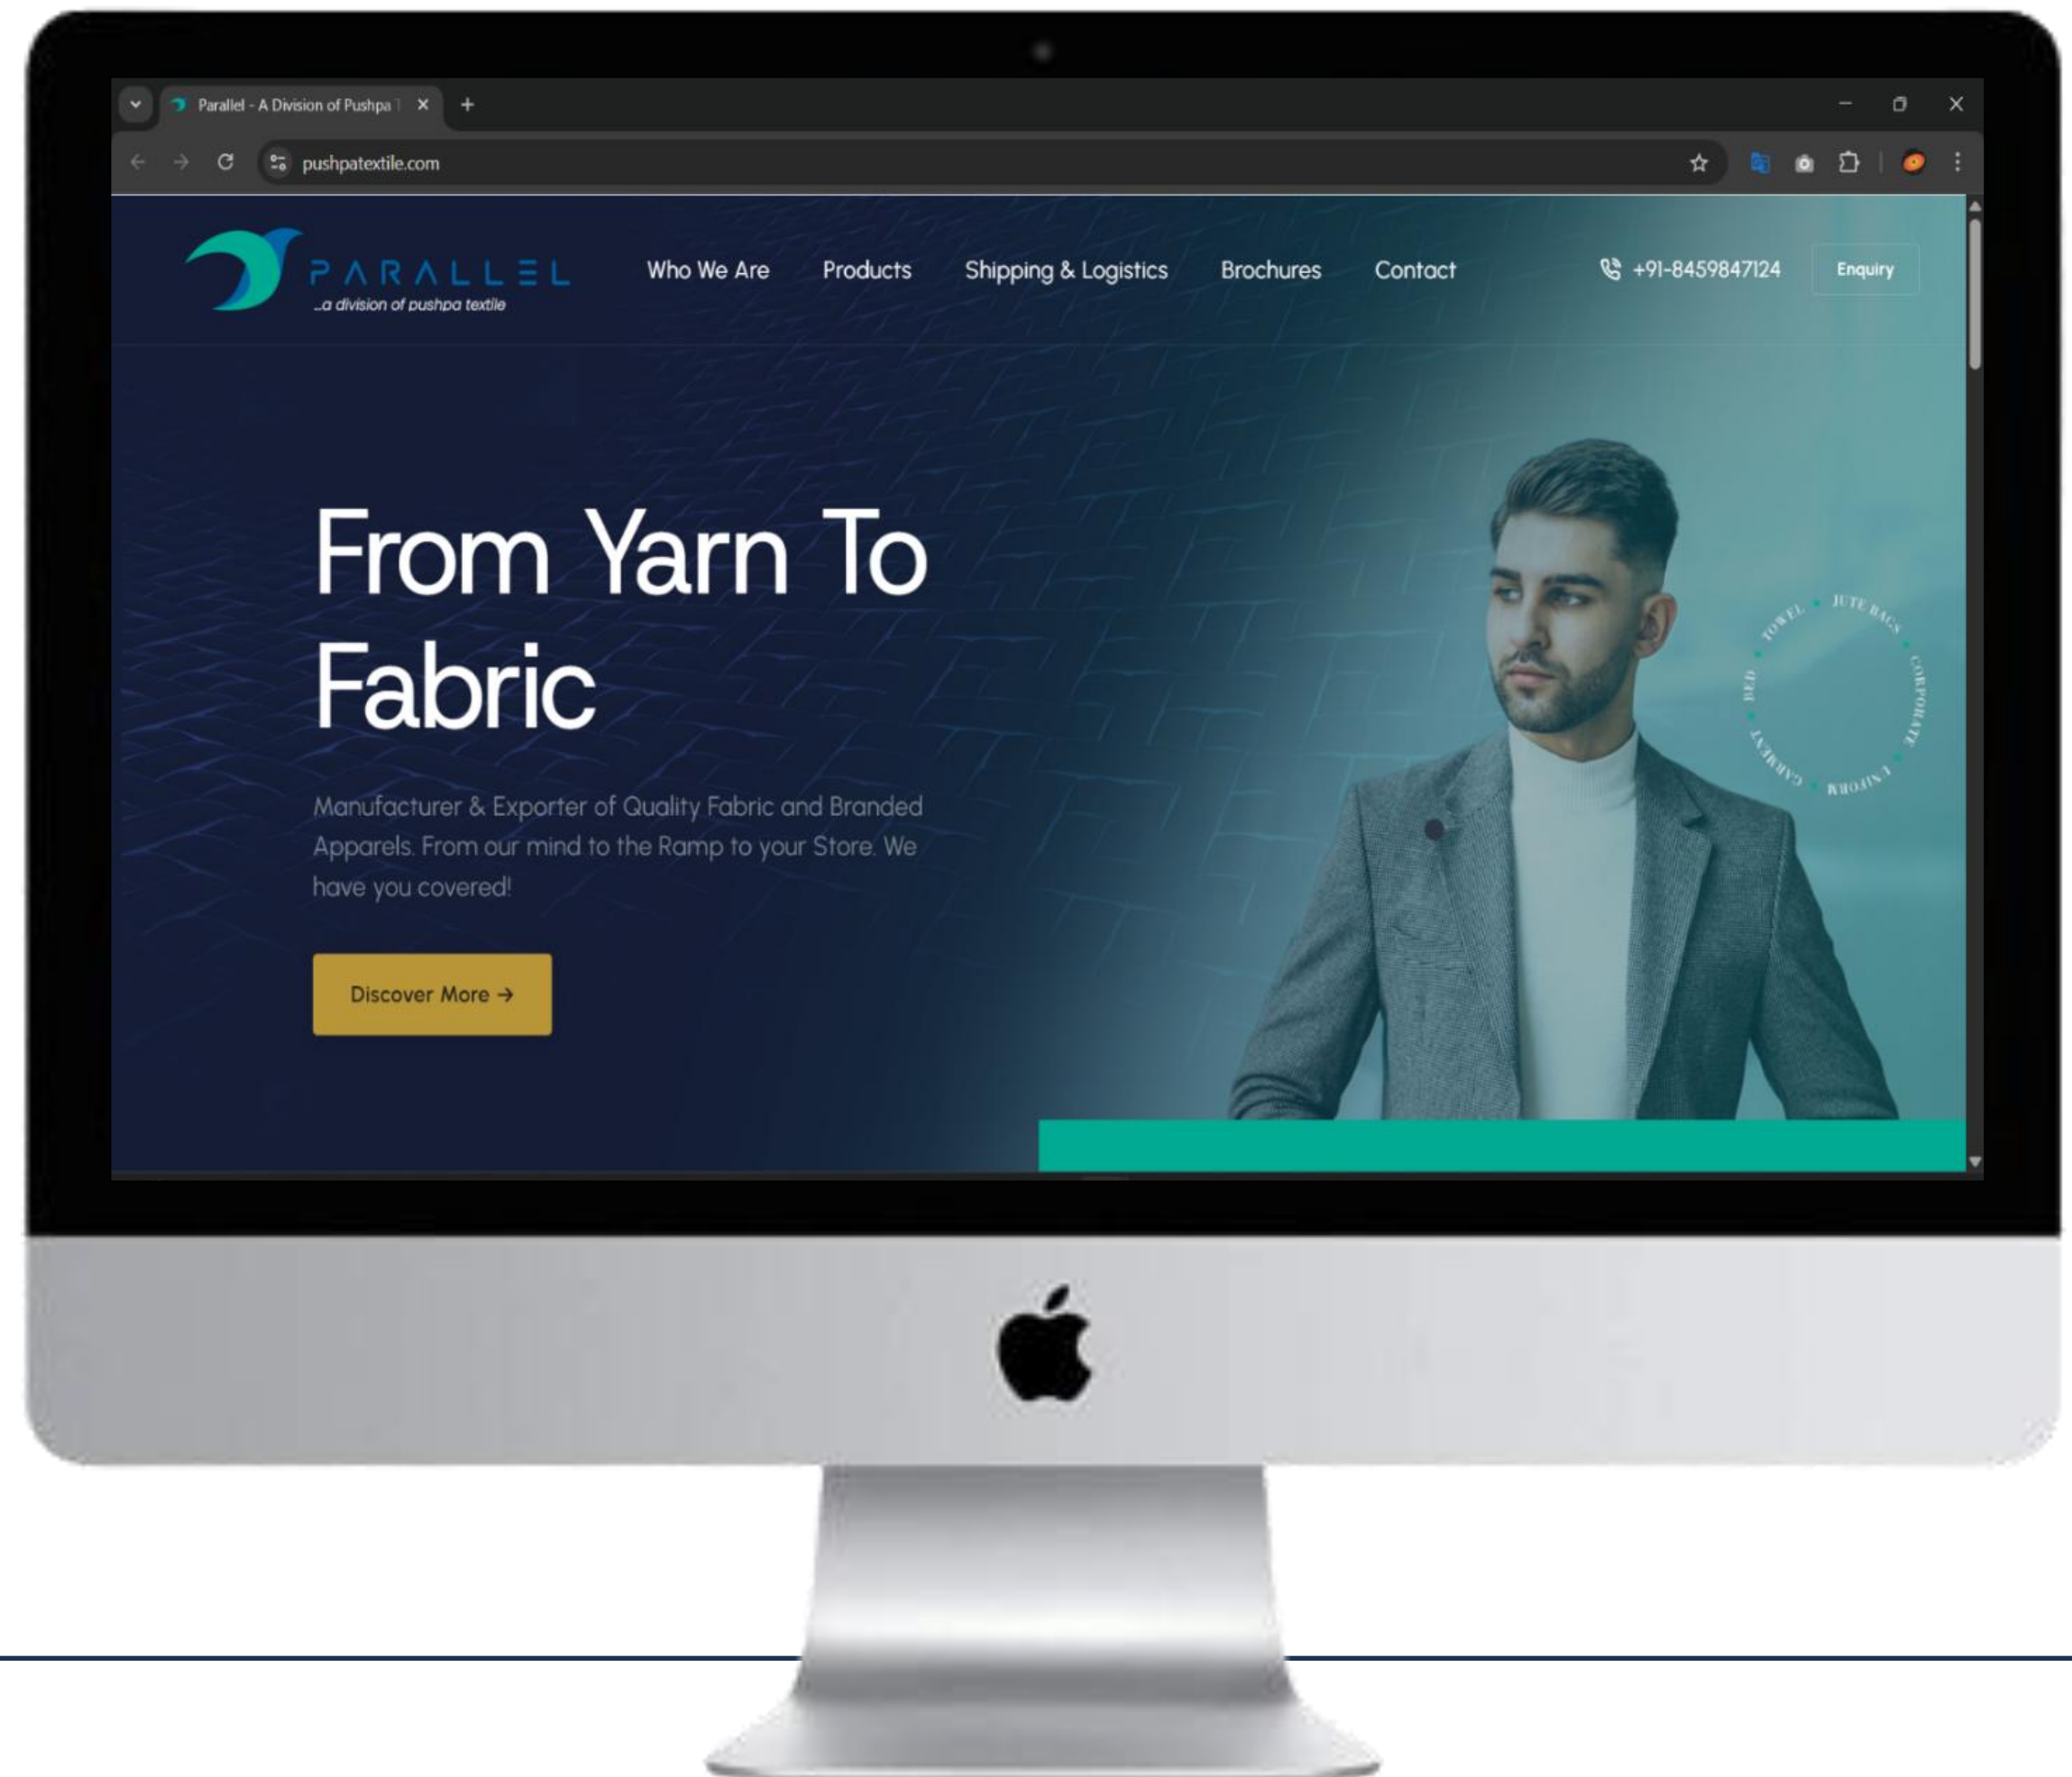 Parallel - A Division of Pushpa T
pushpatextile.com
PARALLEL
...a division of pushpa textile
Who We Are
Products
Shipping & Logistics
Brochures
Contact
+91-8459847124
Enquiry
From Yarn To
Fabric
Manufacturer & Exporter of Quality Fabric and Branded
Apparels. From our mind to the Ramp to your Store. We
have you covered!
Discover More →
BED • TOWEL • JUTE BAGS • CORPORATE • UNIFORM • GARMENT •